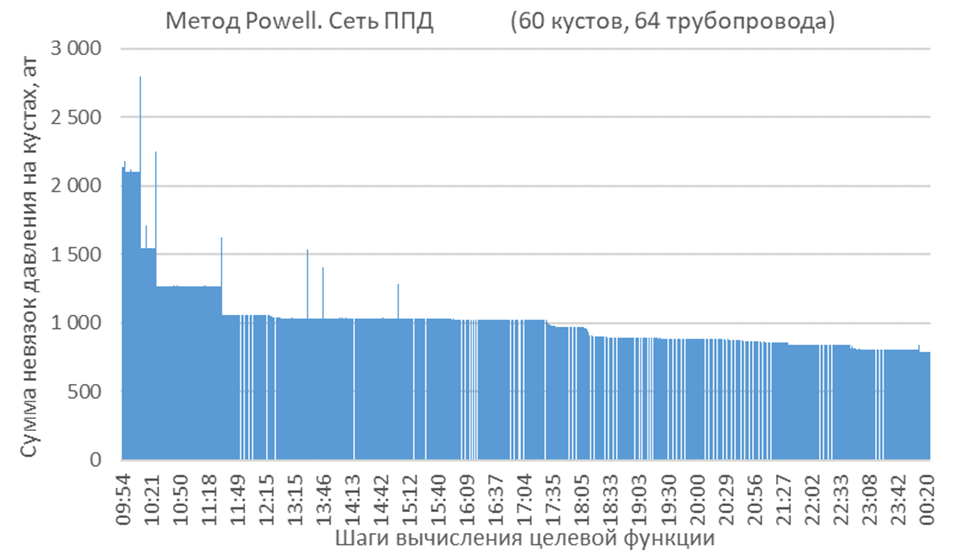 Метод Powell. Сеть ППД (60 кустов, 64 трубопровода)
Сумма невязок давления на кустах, ат
3 000
2 500
2 000
1 500
1 000
500
0
09:54 10:21 10:50 11:18 11:49 12:15 12:35 13:15 13:46 14:13 14:42 15:12 15:40 16:09 16:37 17:04 17:35 18:05 18:33 19:03 19:30 20:00 20:29 20:56 21:27 22:02 22:33 23:08 23:42 00:20
Шаги вычисления целевой функции